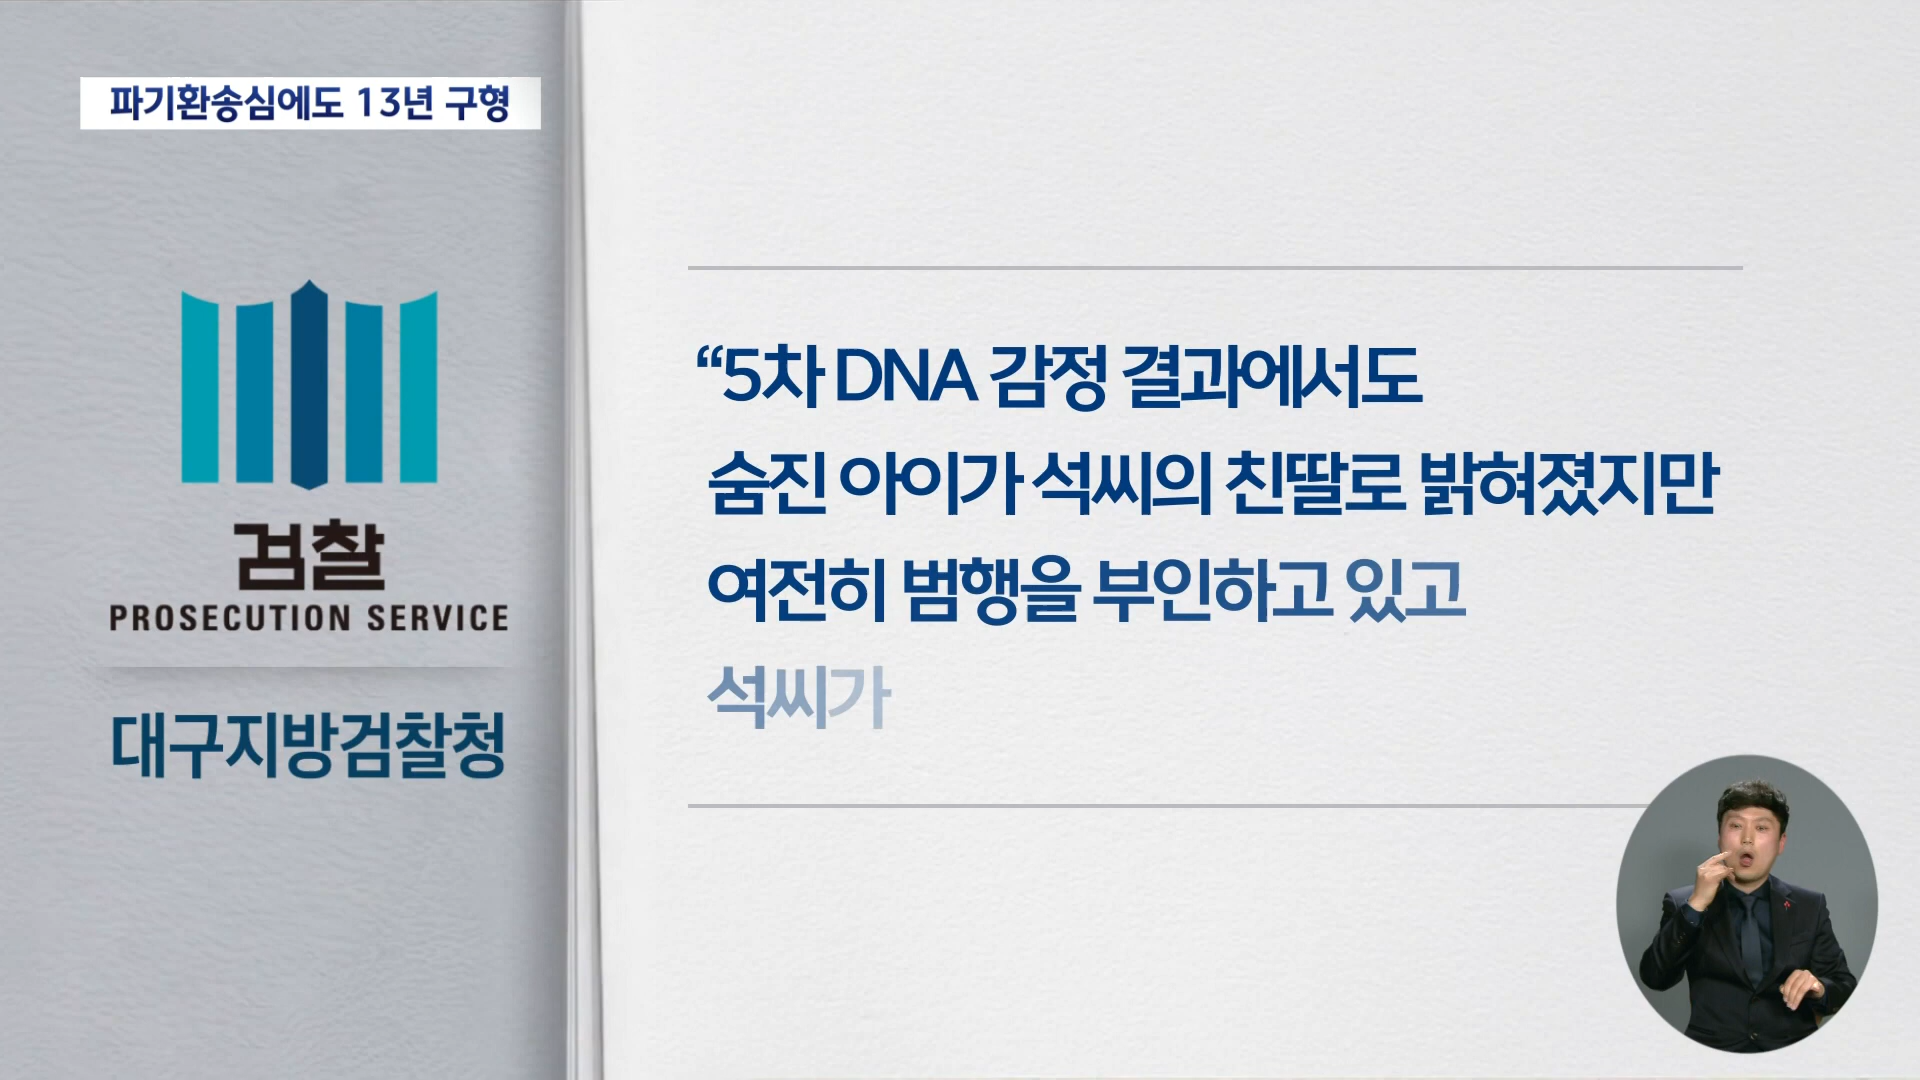 파기환송심에도 13년 구형
검찰
PROSECUTION SERVICE
대구지방검찰청
“5차 DNA 감정 결과에서도
숨진 아이가 석씨의 친딸로 밝혀졌지만
여전히 범행을 부인하고 있고
석씨가